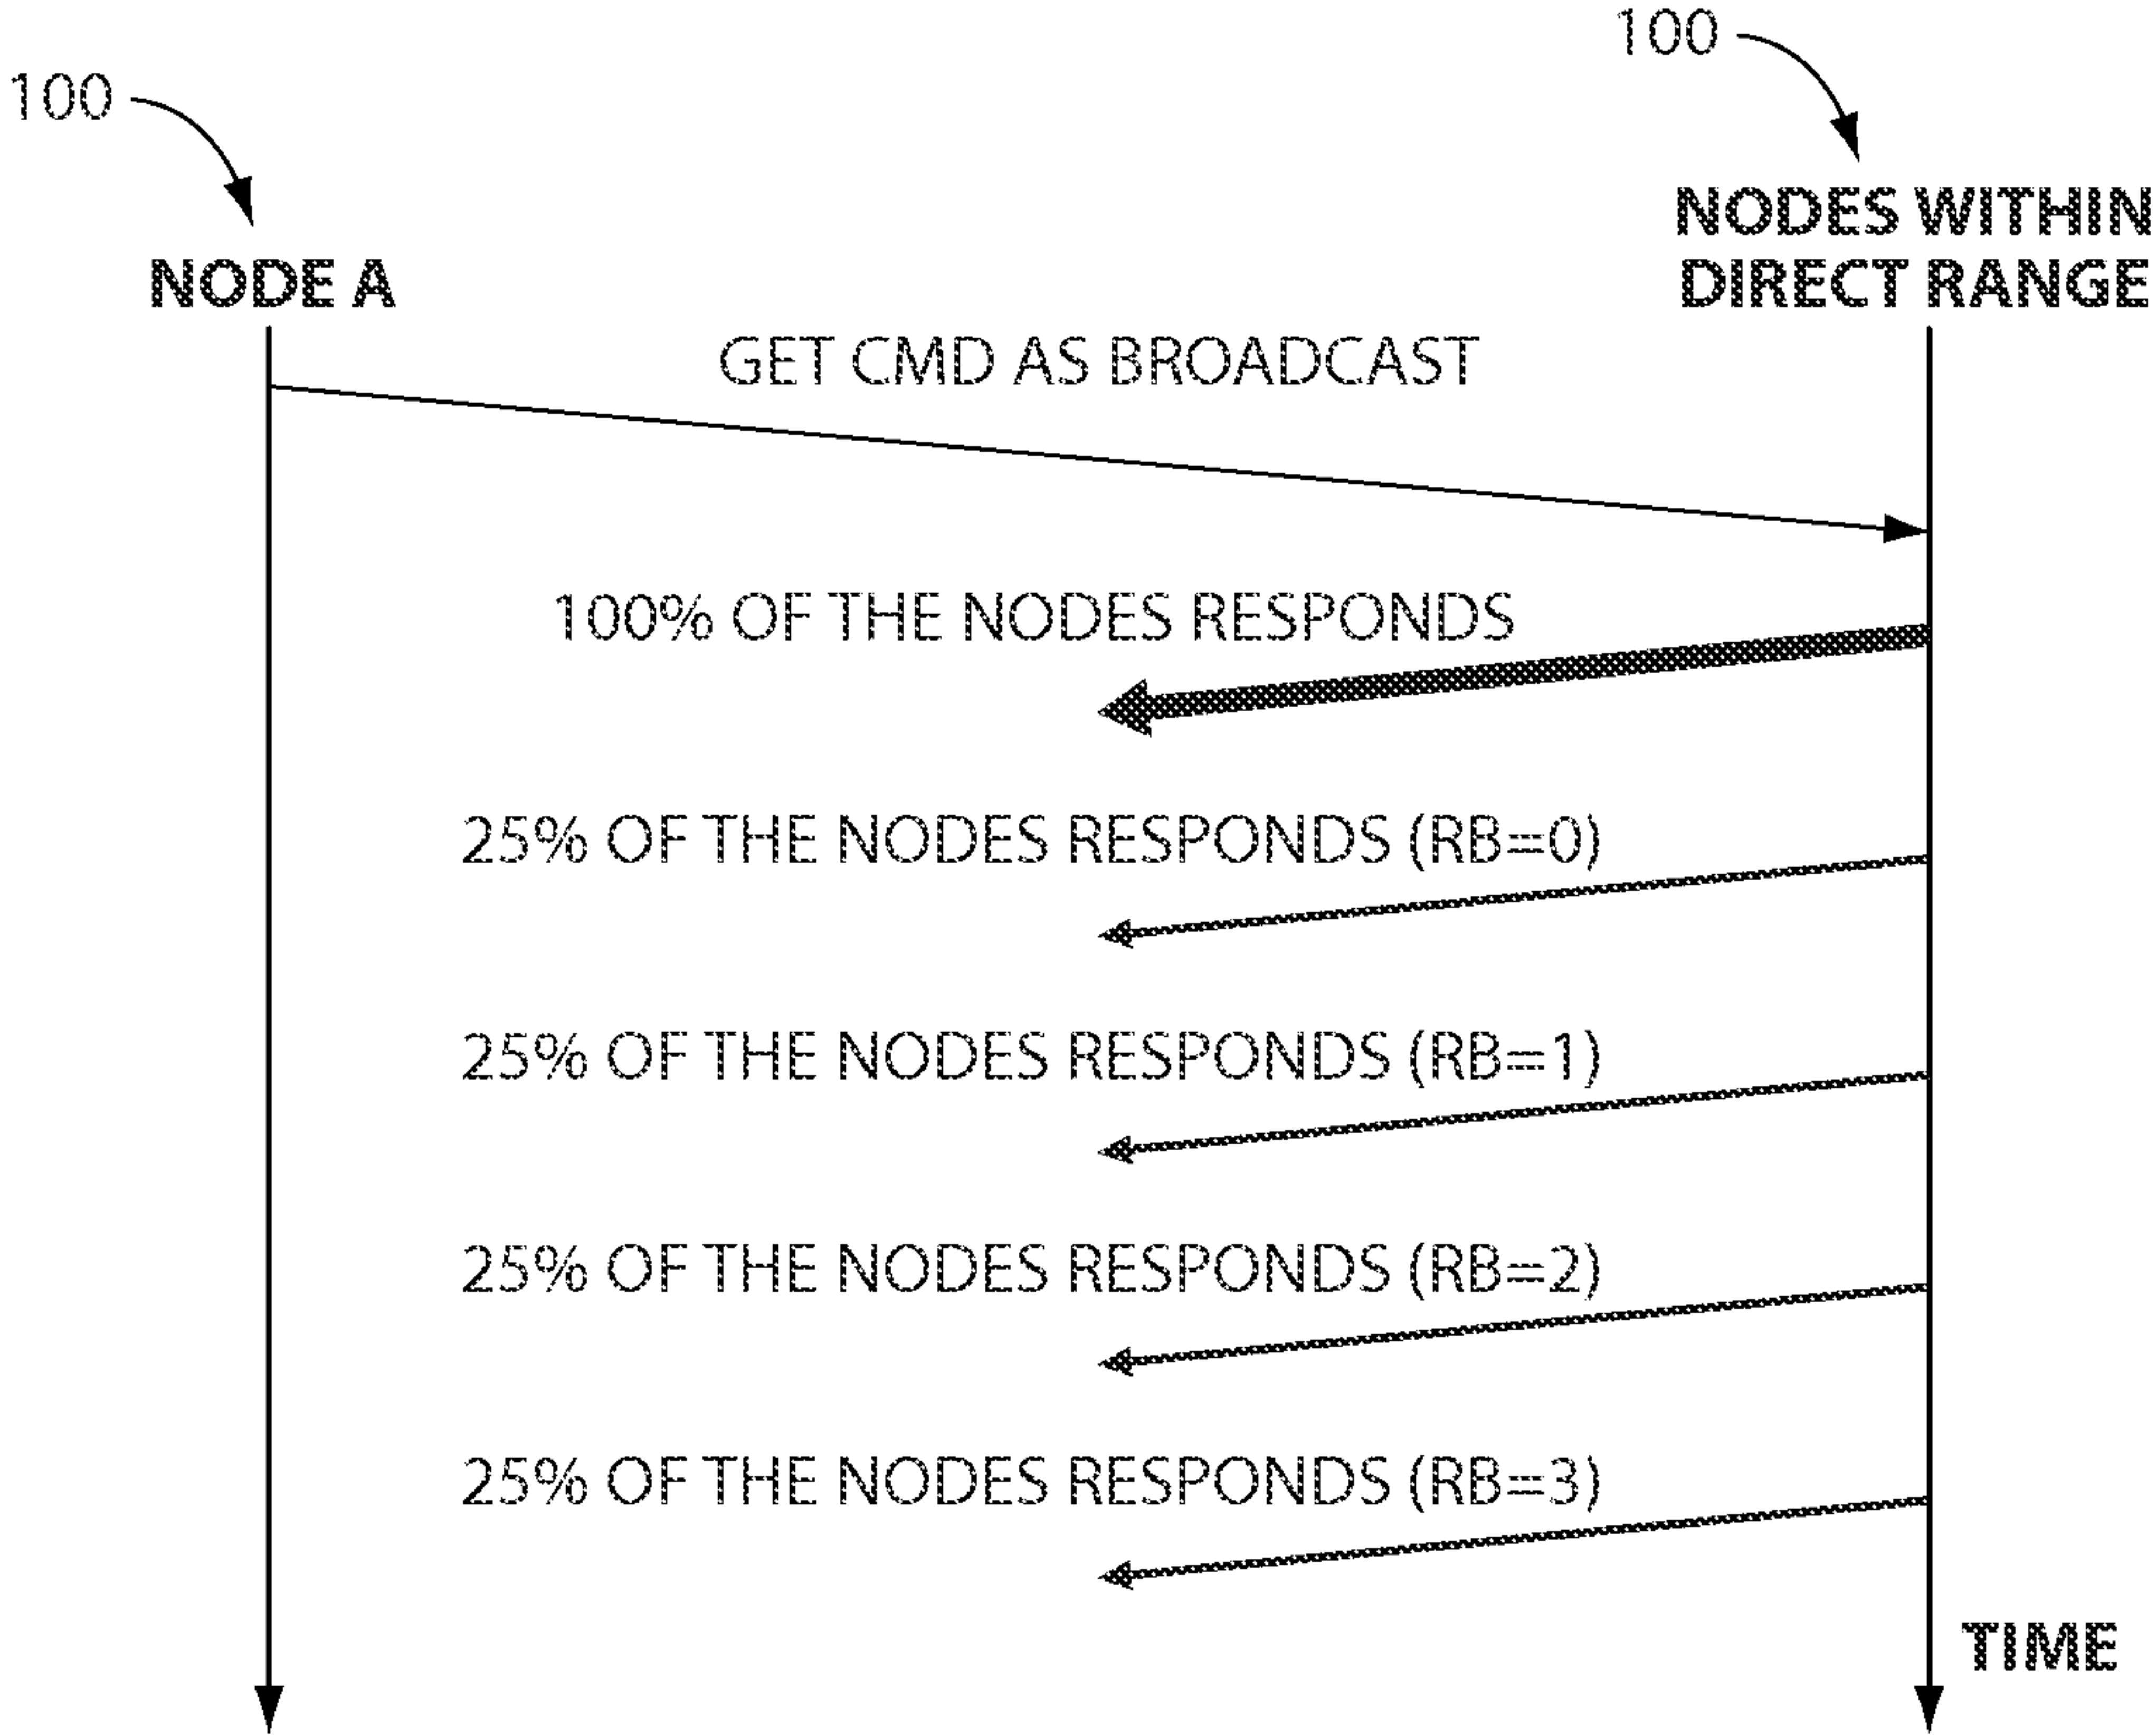 100
100
NODE A
NODES WITHIN
DIRECT RANGE
GET CMD AS BROADCAST
100% OF THE NODES RESPONDS
25% OF THE NODES RESPONDS (RB=0)
25% OF THE NODES RESPONDS (RB=1)
25% OF THE NODES RESPONDS (RB=2)
25% OF THE NODES RESPONDS (RB=3)
TIME